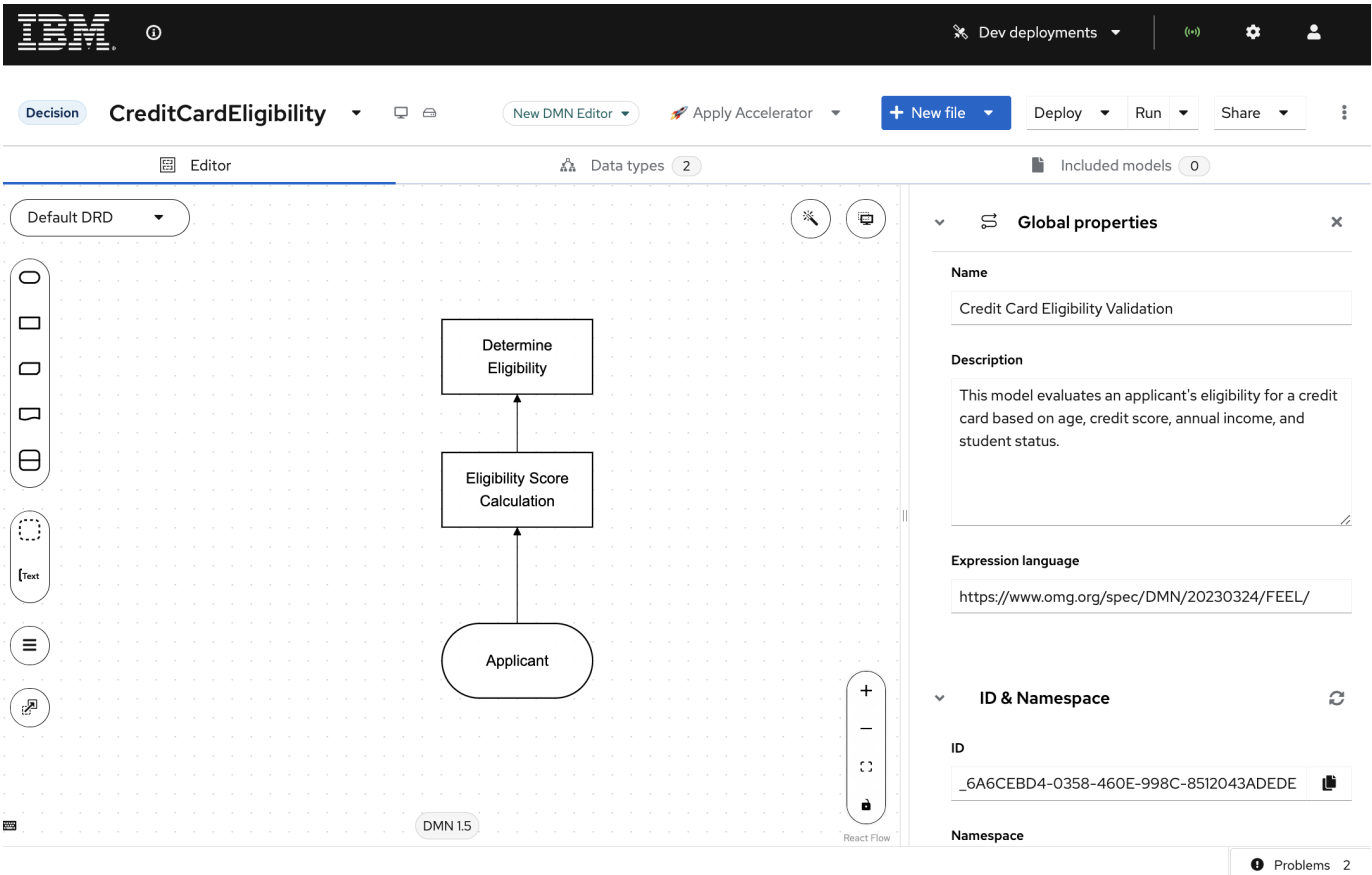 IBM
Dev deployments
Decision
CreditCardEligibility
New DMN Editor
Apply Accelerator
New file
Deploy
Run
Share
Editor
Data types 2
Included models 0
Default DRD
Text
Determine
Eligibility
Eligibility Score
Calculation
Applicant
DMN 1.5
React Flow
Global properties
Name
Credit Card Eligibility Validation
Description
This model evaluates an applicant's eligibility for a credit
card based on age, credit score, annual income, and
student status.
Expression language
https://www.omg.org/spec/DMN/20230324/FEEL/
ID & Namespace
ID
_6A6CEBD4-0358-460E-998C-8512043ADEDE
Namespace
Problems 2